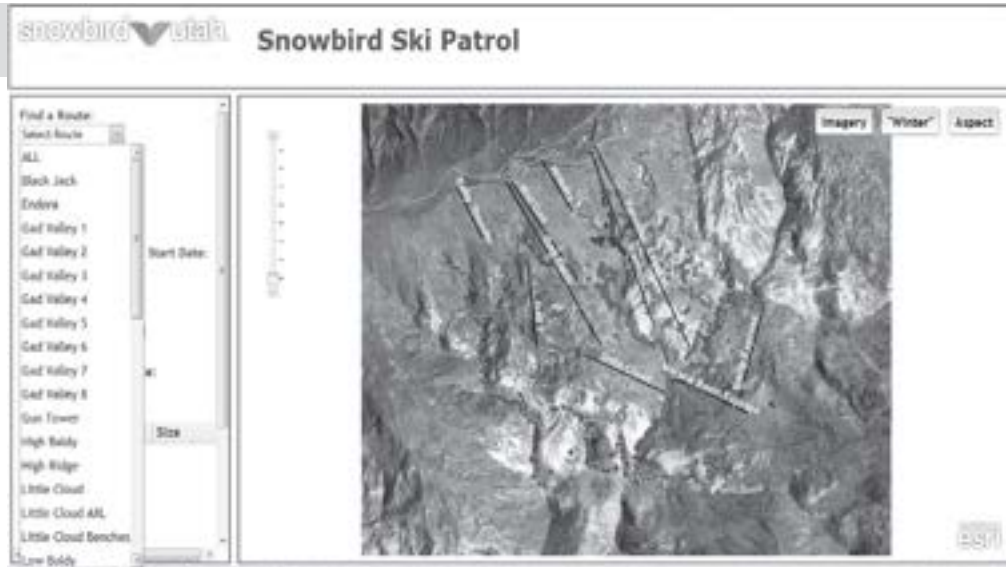 snowbird utah
Snowbird Ski Patrol
Find a Route:
Select Route
ALL
Black Jack
Endora
Gad Valley 1
Gad Valley 2
Gad Valley 3
Gad Valley 4
Gad Valley 5
Gad Valley 6
Gad Valley 7
Gad Valley 8
Gun Tower
High Baldy
High Ridge
Little Cloud
Little Cloud ARL
Little Cloud Benches
Low Baldy
Start Date:
Size
Imagery
"Winter"
Aspect
esri